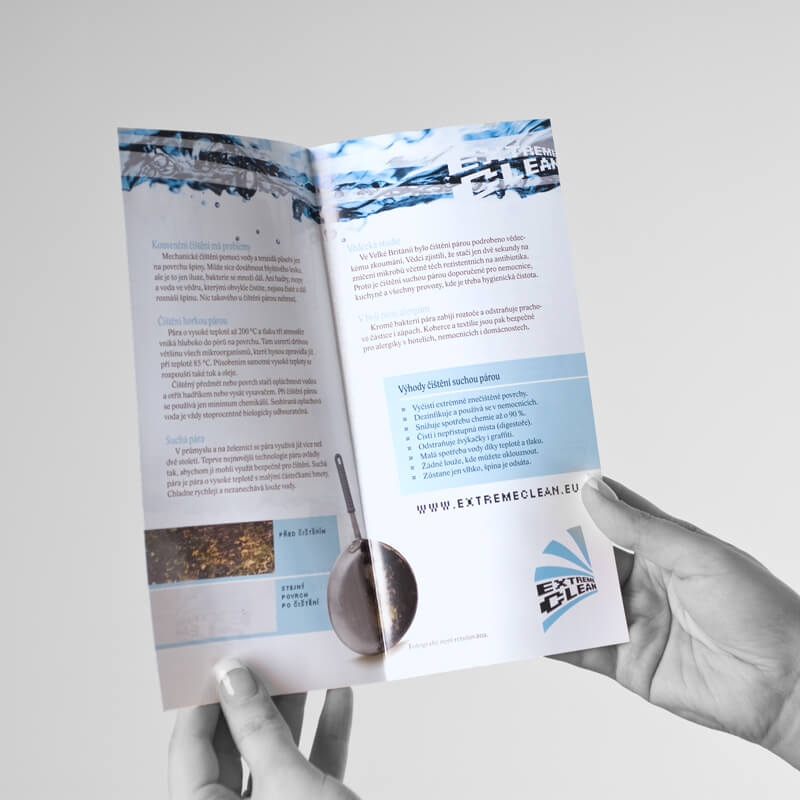 Konvenční čištění má problémy
Mechanické čištění pomocí vody a tenzidů působí jen
na povrchu špíny. Může sice dosáhnout blyštivého lesku,
ale je to jen iluze, bakterie se množí dál. Ani hadry, mopy
a voda ve vědru, kterými obvykle čistíte, nejsou čisté a dál
roznáší špínu. Nic takového u čištění párou nehrozí.
Čištění horkou párou
Pára o vysoké teplotě až 200 °C a tlaku tří atmosfér
vniká hluboko do pórů na povrchu. Tam usmrtí drtivou
většinu všech mikroorganismů, které hynou zpravidla již
při teplotě 85 °C. Působením samotné vysoké teploty se
rozpouští také tuk a oleje.
Čištěný předmět nebo povrch stačí opláchnout vodou
a otřít hadříkem nebo vysát vysavačem. Při čištění párou
se používá jen minimum chemikálií. Sesbíraná oplachová
voda je vždy stoprocentně biologicky odbouratelná.
Suchá pára
V průmyslu a na železnici se pára využívá již více než
dvě století. Teprve nejnovější technologie páru ovládly
tak, abychom ji mohli využít bezpečně pro čištění. Suchá
pára je pára o vysoké teplotě s malými částečkami hmoty.
Chladne rychleji a nezanechává louže vody.
PŘED ČIŠTĚNÍM
STEJNÝ
POVRCH
PO ČIŠTĚNÍ
EXTREME
CLEAN
Vědecká studie
Ve Velké Británii bylo čištění párou podrobeno vědec-
kému zkoumání. Vědci zjistili, že stačí jen dvě sekundy na
zničení mikrobů včetně těch rezistentních na antibiotika.
Proto je čištění suchou párou doporučené pro nemocnice,
kuchyně a všechny provozy, kde je třeba hygienická čistota.
V boji proti alergiím
Kromě bakterií pára zabíjí roztoče a odstraňuje pracho-
vé částice i zápach. Koberce a textilie jsou pak bezpečné
pro alergiky v hotelích, nemocnicích i domácnostech.
Výhody čištění suchou párou
» Vyčistí extrémně znečištěné povrchy.
» Dezinfikuje a používá se v nemocnicích.
» Snižuje spotřebu chemie až o 90 %.
» Čistí i nepřístupná místa (digestoře).
» Odstraňuje žvýkačky i graffiti.
» Malá spotřeba vody díky teplotě a tlaku.
» Žádné louže, kde můžete uklouznout.
» Zůstane jen vlhko, špína je odsáta.
WWW.EXTREMECLEAN.EU
EXTREME
CLEAN
Fotografie není retušována.